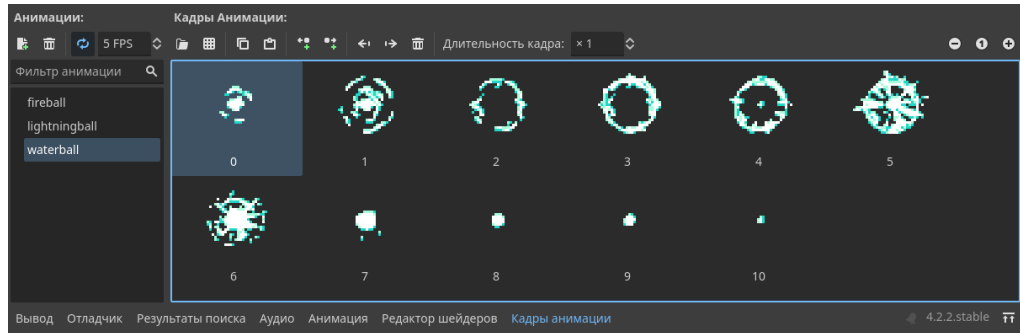 Анимации:
Кадры Анимации:
5 FPS
Длительность кадра: × 1
Фильтр анимации
fireball
lightningball
waterball
0 1 2 3 4 5
6 7 8 9 10
Вывод Отладчик Результаты поиска Аудио Анимация Редактор шейдеров Кадры анимации 4.2.2.stable